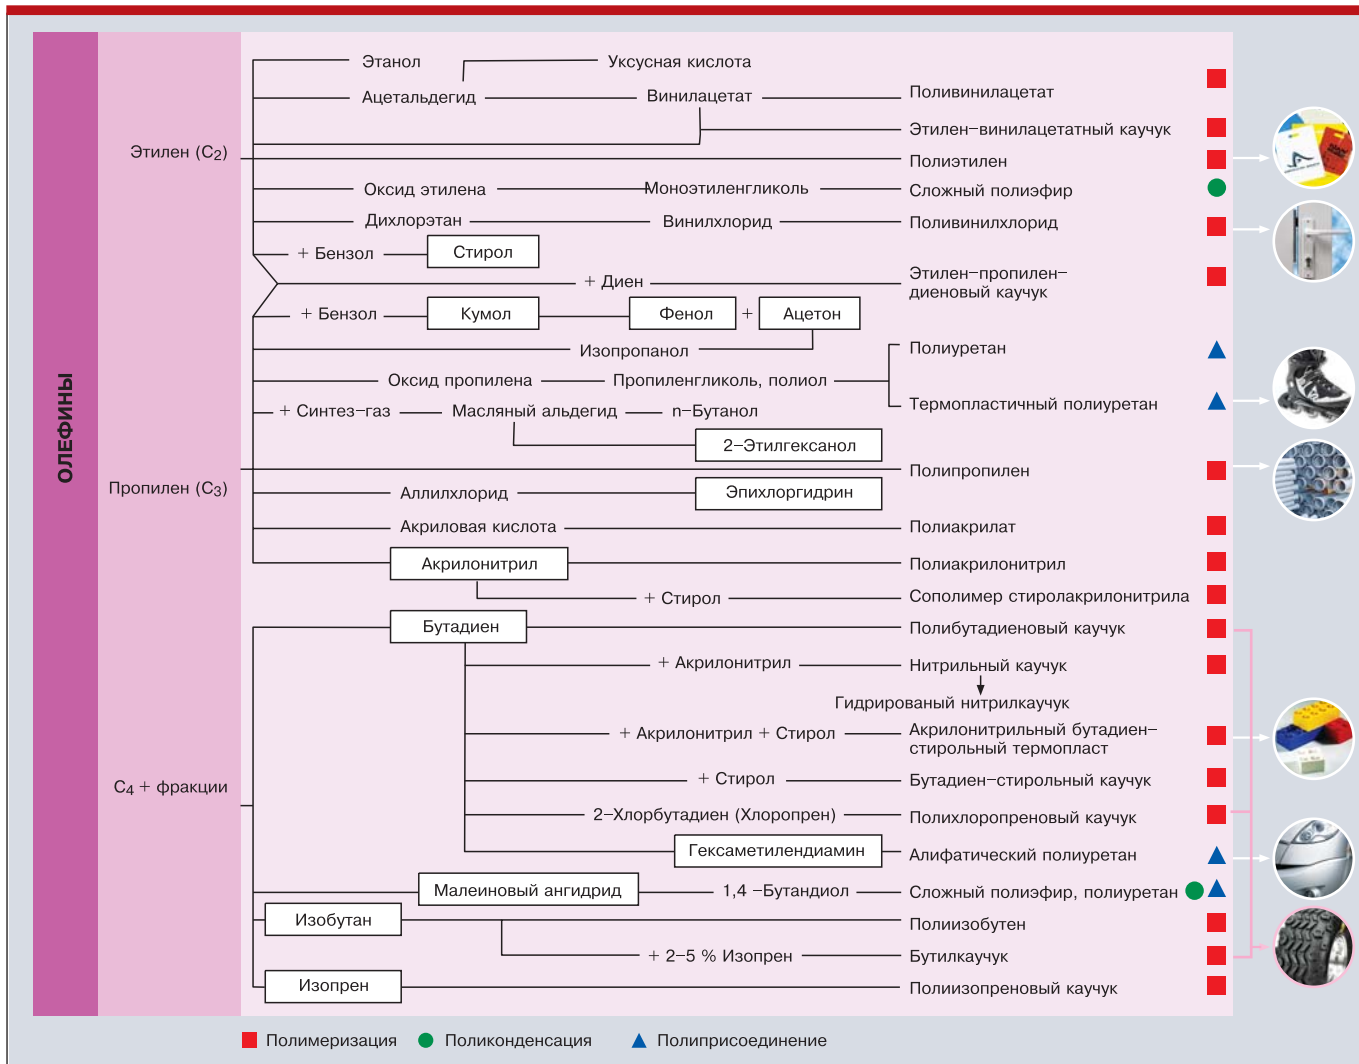 ОЛЕФИНЫ
Этилен (C2)
Этанол
Уксусная кислота
Ацетальдегид
Винилацетат
Поливинилацетат
Этилен–винилацетатный каучук
Полиэтилен
Оксид этилена
Моноэтиленгликоль
Сложный полиэфир
Дихлорэтан
Винилхлорид
Поливинилхлорид
+ Бензол
Стирол
+ Диен
Этилен–пропилен–
диеновый каучук
+ Бензол
Кумол
Фенол
+
Ацетон
Изопропанол
Полиуретан
Оксид пропилена
Пропиленгликоль, полиол
Термопластичный полиуретан
+ Синтез–газ
Масляный альдегид
n–Бутанол
2–Этилгексанол
Пропилен (C3)
Полипропилен
Аллилхлорид
Эпихлоргидрин
Акриловая кислота
Полиакрилат
Акрилонитрил
Полиакрилонитрил
+ Стирол
Сополимер стиролакрилонитрила
C4 + фракции
Бутадиен
Полибутадиеновый каучук
+ Акрилонитрил
Нитрильный каучук
Гидрированый нитрилкаучук
+ Акрилонитрил + Стирол
Акрилонитрильный бутадиен–
стирольный термопласт
+ Стирол
Бутадиен–стирольный каучук
2–Хлорбутадиен (Хлоропрен)
Полихлоропреновый каучук
Гексаметилендиамин
Алифатический полиуретан
Малеиновый ангидрид
1,4 –Бутандиол
Сложный полиэфир, полиуретан
Изобутан
Полиизобутен
+ 2–5 % Изопрен
Бутилкаучук
Изопрен
Полиизопреновый каучук
Полимеризация
Поликонденсация
Полиприсоединение